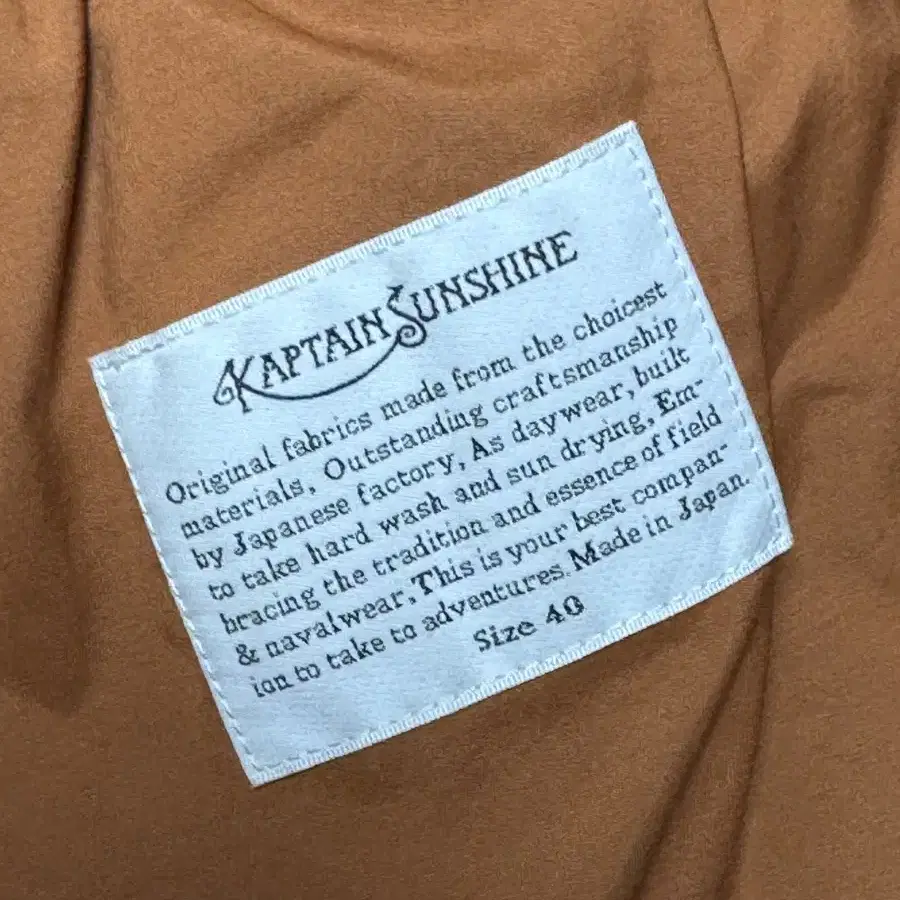 KAPTAIN SUNSHINE
Original fabrics made from the choicest
materials, Outstanding craftsmanship
by Japanese factory, As daywear, built
to take hard wash and sun drying, Em-
bracing the tradition and essence of field
& navalwear, This is your best compan-
ion to take to adventures. Made in Japan.
Size 40